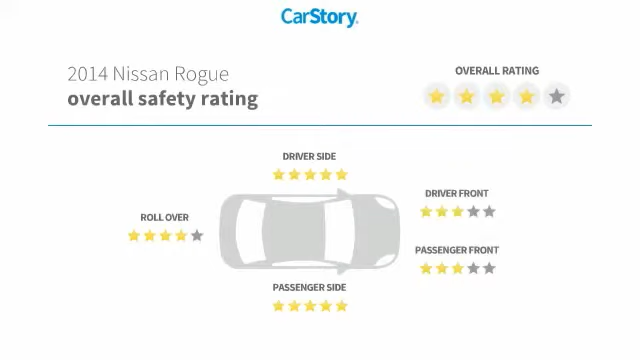 CarStory.
2014 Nissan Rogue
overall safety rating
OVERALL RATING
DRIVER SIDE
DRIVER FRONT
ROLL OVER
PASSENGER FRONT
PASSENGER SIDE